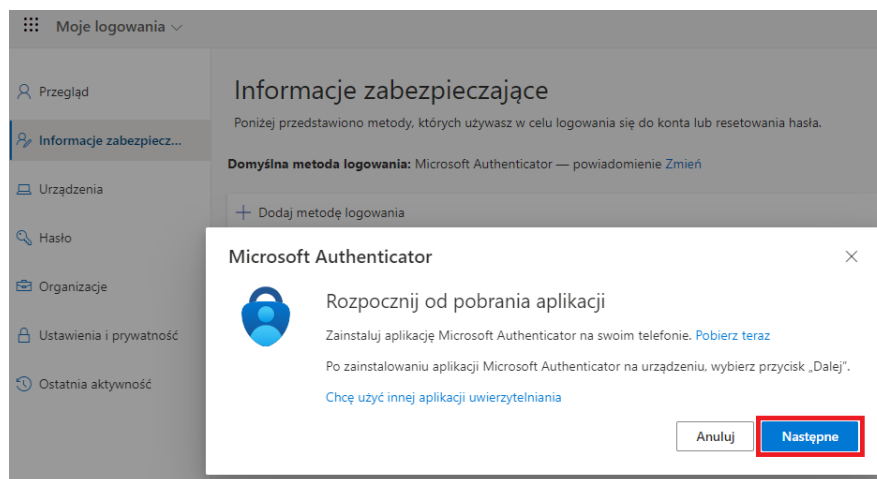 Moje logowania
Przegląd
Informacje zabezpiecz...
Urządzenia
Hasło
Organizacje
Ustawienia i prywatność
Ostatnia aktywność
Informacje zabezpieczające
Poniżej przedstawiono metody, których używasz w celu logowania się do konta lub resetowania hasła.
Domyślna metoda logowania: Microsoft Authenticator — powiadomienie Zmień
Dodaj metodę logowania
Microsoft Authenticator
Rozpocznij od pobrania aplikacji
Zainstaluj aplikację Microsoft Authenticator na swoim telefonie. Pobierz teraz
Po zainstalowaniu aplikacji Microsoft Authenticator na urządzeniu, wybierz przycisk „Dalej”.
Chcę użyć innej aplikacji uwierzytelniania
Anuluj
Następne